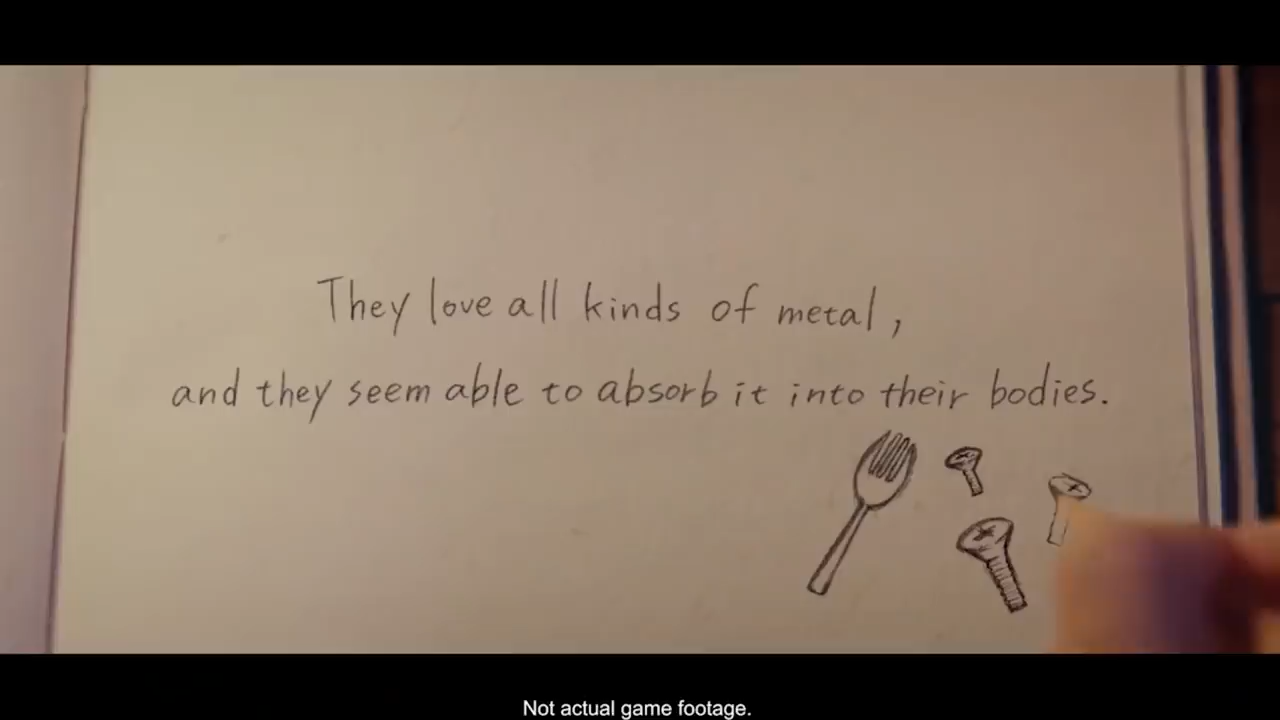 They love all kinds of metal,
and they seem able to absorb it into their bodies.
Not actual game footage.